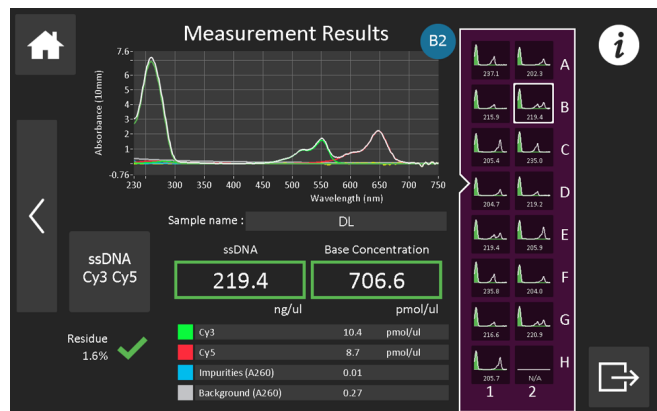 Measurement Results
B2
i
Absorbance (10mm)
7.6
6
5
4
3
2
1
-0.76
230 300 350 400 450 500 550 600 650 700 750
Wavelength (nm)
Sample name : DL
ssDNA
Cy3 Cy5
ssDNA Base Concentration
219.4 706.6
ng/ul pmol/ul
Residue
1.6%
Cy3 10.4 pmol/ul
Cy5 8.7 pmol/ul
Impurities (A260) 0.01
Background (A260) 0.27
237.1 202.3 A
215.9 219.4 B
205.4 235.0 C
204.7 219.2 D
219.4 205.9 E
235.8 204.0 F
216.6 220.9 G
205.7 N/A H
1 2